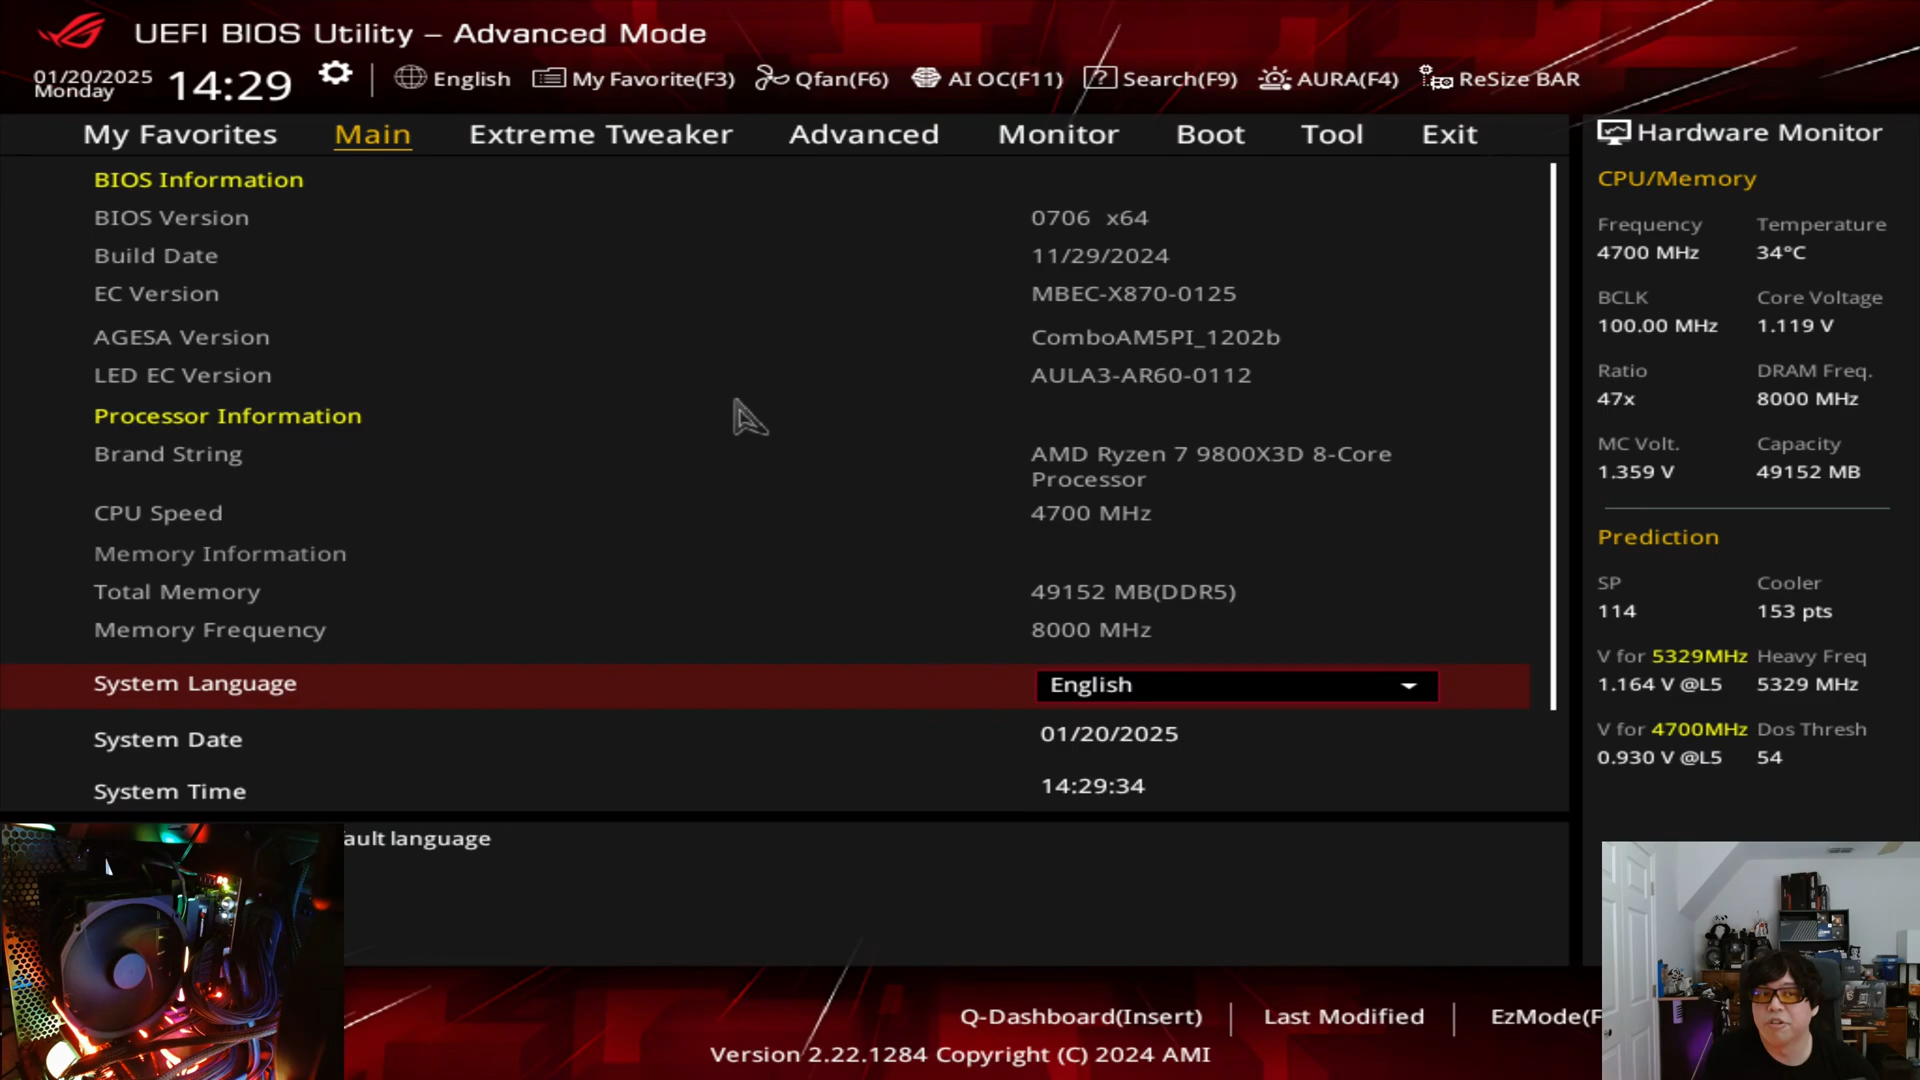 UEFI BIOS Utility – Advanced Mode
01/20/2025
Monday
14:29
English
My Favorite(F3)
Qfan(F6)
AI OC(F11)
Search(F9)
AURA(F4)
ReSize BAR
My Favorites
Main
Extreme Tweaker
Advanced
Monitor
Boot
Tool
Exit
BIOS Information
BIOS Version 0706 x64
Build Date 11/29/2024
EC Version MBEC-X870-0125
AGESA Version ComboAM5PI_1202b
LED EC Version AULA3-AR60-0112
Processor Information
Brand String AMD Ryzen 7 9800X3D 8-Core
Processor
CPU Speed 4700 MHz
Memory Information
Total Memory 49152 MB(DDR5)
Memory Frequency 8000 MHz
System Language English
System Date 01/20/2025
System Time 14:29:34
ault language
Hardware Monitor
CPU/Memory
Frequency Temperature
4700 MHz 34°C
BCLK Core Voltage
100.00 MHz 1.119 V
Ratio DRAM Freq.
47x 8000 MHz
MC Volt. Capacity
1.359 V 49152 MB
Prediction
SP Cooler
114 153 pts
V for 5329MHz Heavy Freq
1.164 V @L5 5329 MHz
V for 4700MHz Dos Thresh
0.930 V @L5 54
Q-Dashboard(Insert)
Last Modified
EzMode(F
Version 2.22.1284 Copyright (C) 2024 AMI